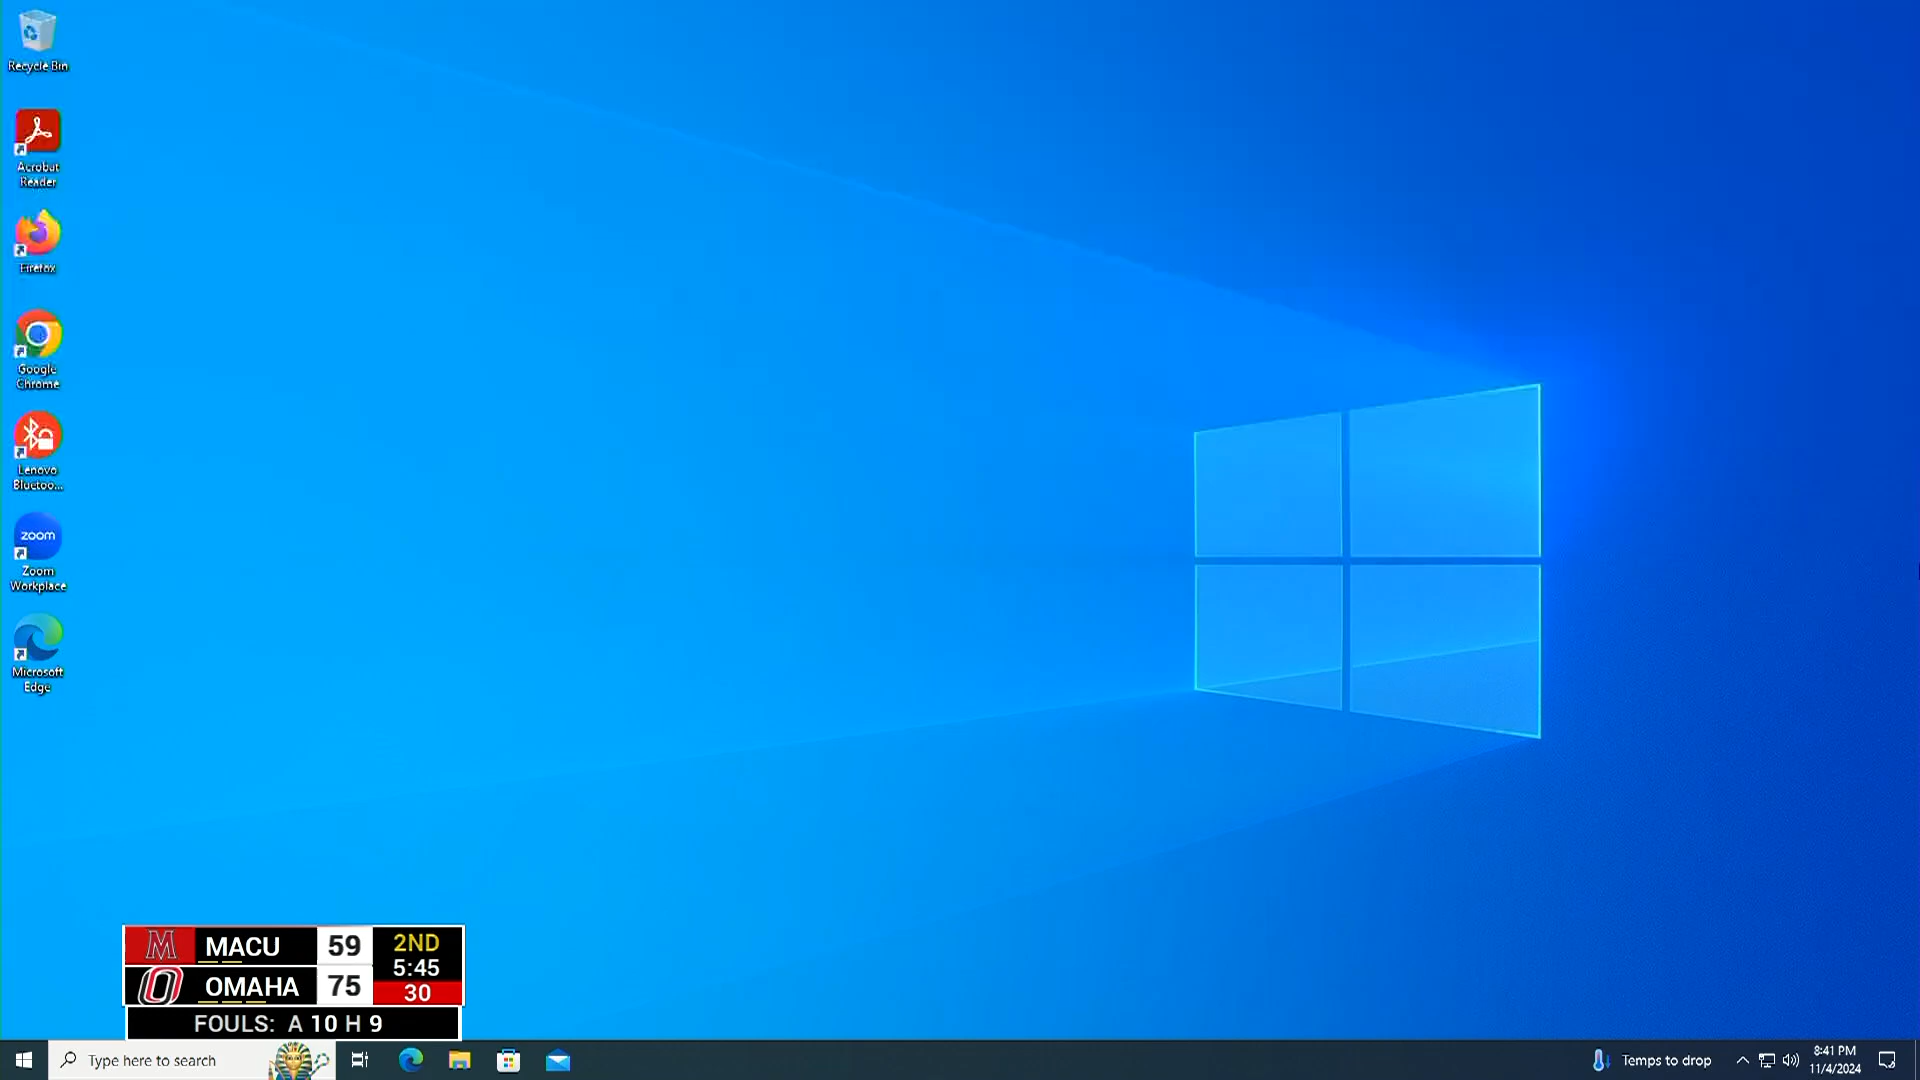 Recycle Bin
Acrobat
Reader
Firefox
Google
Chrome
Lenovo
Bluetoo...
zoom
Zoom
Workplace
Microsoft
Edge
M MACU 59 2ND
5:45
O OMAHA 75 30
FOULS: A 10 H 9
Type here to search
Temps to drop
8:41 PM
11/4/2024